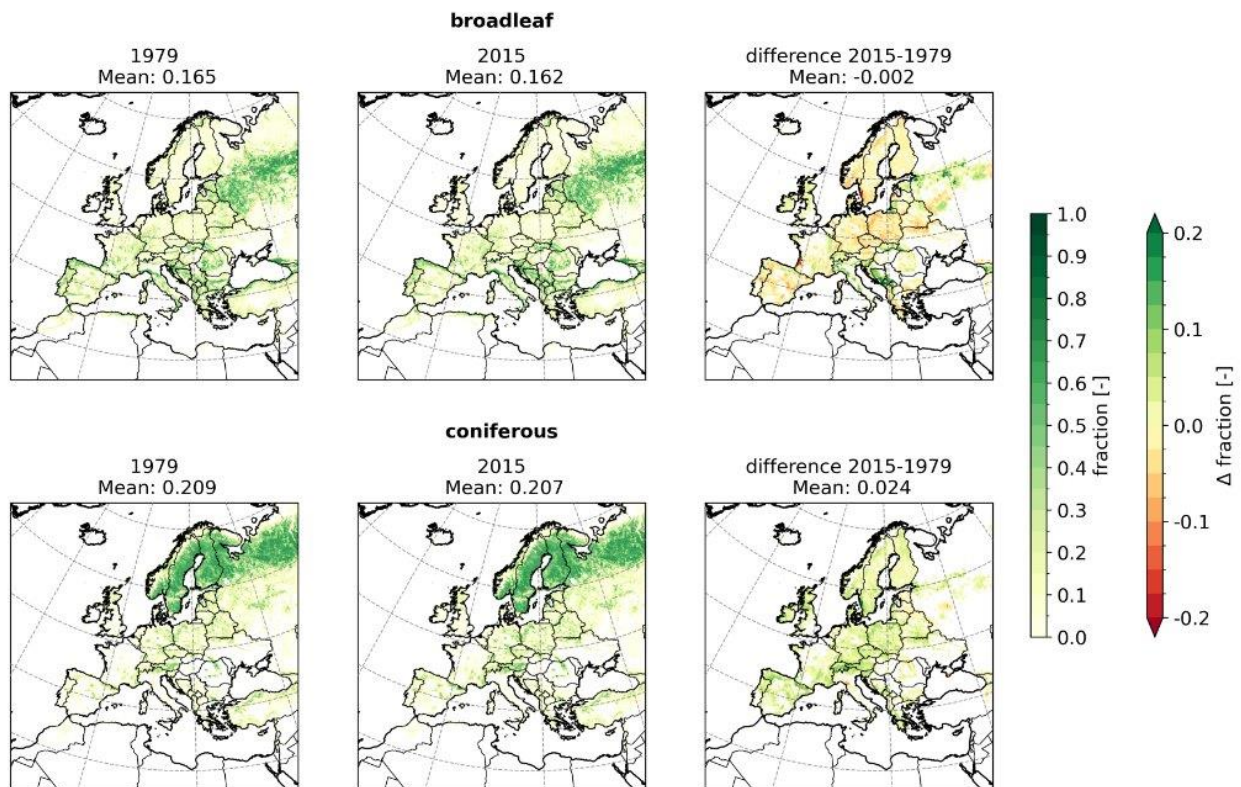 broadleaf
1979
Mean: 0.165
2015
Mean: 0.162
difference 2015-1979
Mean: -0.002
1.0
0.9
0.8
0.7
0.6
0.5
0.4
0.3
0.2
0.1
0.0
fraction [-]
0.2
0.1
0.0
-0.1
-0.2
Δ fraction [-]
coniferous
1979
Mean: 0.209
2015
Mean: 0.207
difference 2015-1979
Mean: 0.024